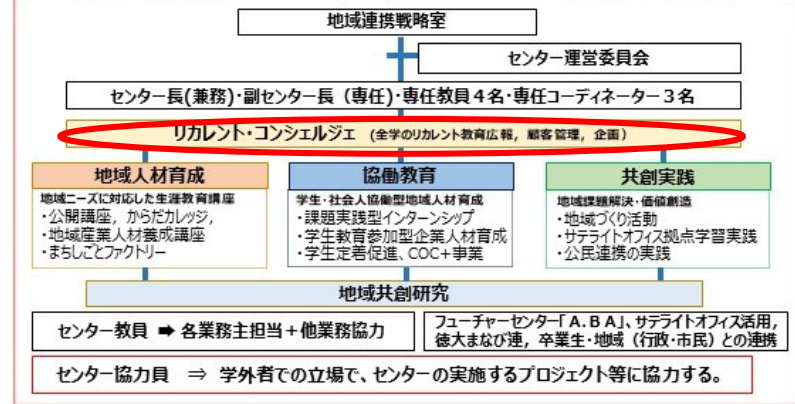 地域連携戦略室
センター運営委員会
センター長(兼務)・副センター長（専任）・専任教員４名・専任コーディネーター３名
リカレント・コンシェルジェ（全学のリカレント教育広報，顧客管理，企画）
地域人材育成
地域ニーズに対応した生涯教育講座
・公開講座，からだカレッジ，
・地域産業人材養成講座
・まちしごとファクトリー
協働教育
学生・社会人協働型地域人材育成
・課題実践型インターンシップ
・学生教育参加型企業人材育成
・学生定着促進、COC+事業
共創実践
地域課題解決・価値創造
・地域づくり活動
・サテライトオフィス拠点学習実践
・公民連携の実践
地域共創研究
センター教員 ➡ 各業務主担当＋他業務協力
フューチャーセンター「A.BA」、サテライトオフィス活用，
徳大まなび連，卒業生・地域（行政・市民）との連携
センター協力員 ⇒ 学外者での立場で、センターの実施するプロジェクト等に協力する。